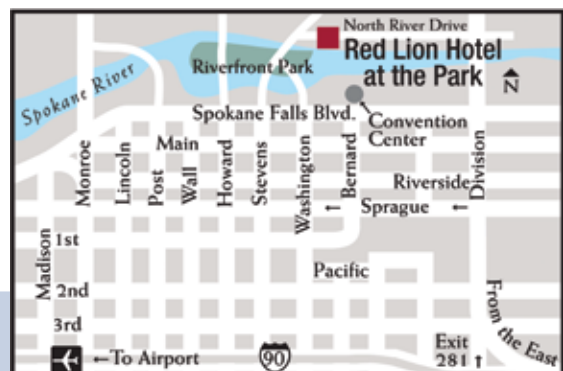 North River Drive
Red Lion Hotel
at the Park
Riverfront Park
Spokane River
N
Spokane Falls Blvd.
Convention
Center
Monroe
Lincoln
Post
Main
Wall
Howard
Stevens
Washington
Bernard
Riverside
Division
← Sprague ←
Madison
1st
Pacific
2nd
3rd
From the East
←To Airport
90
Exit
281 ↑